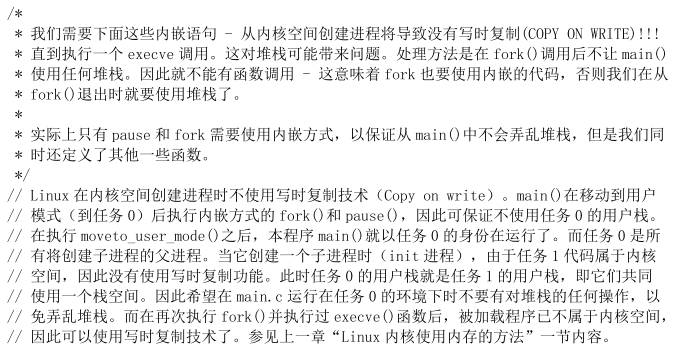 /*
 * 我们需要下面这些内嵌语句 - 从内核空间创建进程将导致没有写时复制(COPY ON WRITE)!!!
 * 直到执行一个 execve 调用。这对堆栈可能带来问题。处理方法是在 fork()调用后不让 main()
 * 使用任何堆栈。因此就不能有函数调用 - 这意味着 fork 也要使用内嵌的代码，否则我们在从
 * fork()退出时就要使用堆栈了。
 *
 * 实际上只有 pause 和 fork 需要使用内嵌方式，以保证从 main()中不会弄乱堆栈，但是我们同
 * 时还定义了其他一些函数。
 */
// Linux 在内核空间创建进程时不使用写时复制技术（Copy on write）。main()在移动到用户
// 模式（到任务 0）后执行内嵌方式的 fork()和 pause()，因此可保证不使用任务 0 的用户栈。
// 在执行 moveto_user_mode()之后，本程序 main()就以任务 0 的身份在运行了。而任务 0 是所
// 有将创建子进程的父进程。当它创建一个子进程时（init 进程），由于任务 1 代码属于内核
// 空间，因此没有使用写时复制功能。此时任务 0 的用户栈就是任务 1 的用户栈，即它们共同
// 使用一个栈空间。因此希望在 main.c 运行在任务 0 的环境下时不要有对堆栈的任何操作，以
// 免弄乱堆栈。而在再次执行 fork()并执行过 execve()函数后，被加载程序已不属于内核空间，
// 因此可以使用写时复制技术了。参见上一章“Linux 内核使用内存的方法”一节内容。